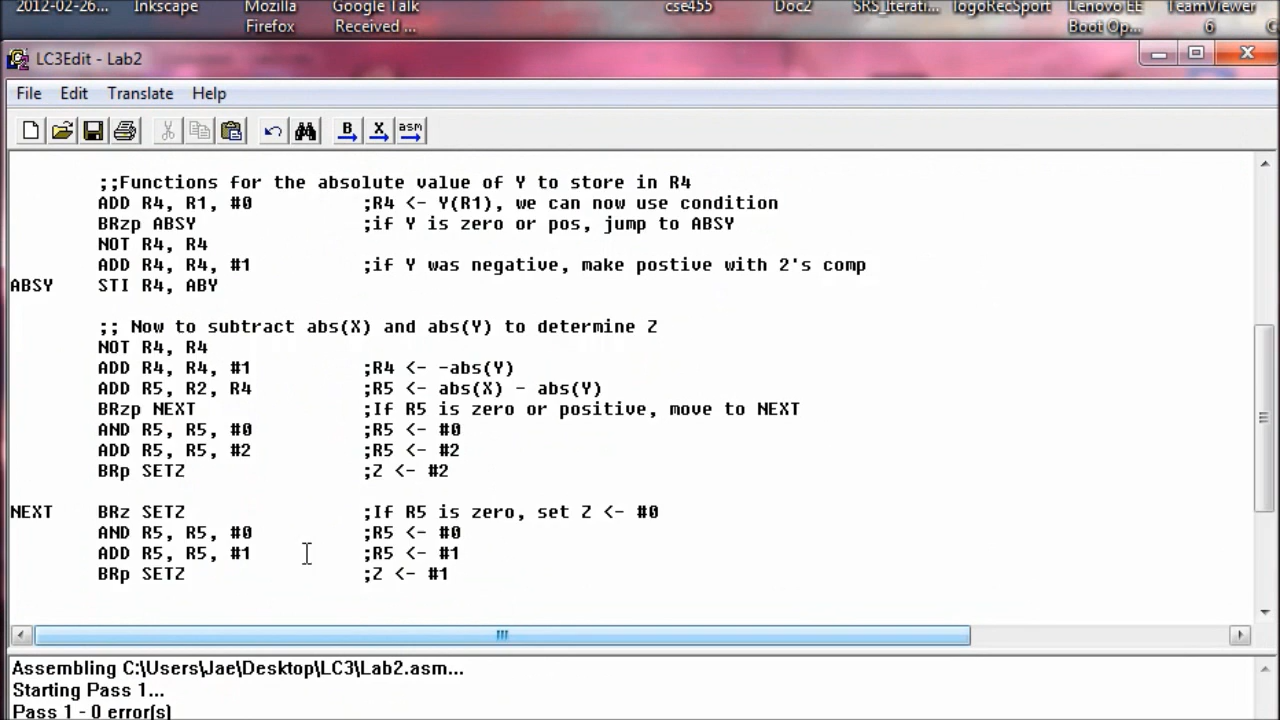 2012-02-26...
Inkscape
Mozilla
Firefox
Google Talk
Received ...
cse455
Doc2
SRS_Iterati...
logoRecSport
Lenovo EE
Boot Op...
TeamViewer
6
LC3Edit - Lab2
File Edit Translate Help
B X asm
;;Functions for the absolute value of Y to store in R4
ADD R4, R1, #0 ;R4 <- Y(R1), we can now use condition
BRzp ABSY ;if Y is zero or pos, jump to ABSY
NOT R4, R4
ADD R4, R4, #1 ;if Y was negative, make postive with 2's comp
ABSY STI R4, ABY
;; Now to subtract abs(X) and abs(Y) to determine Z
NOT R4, R4
ADD R4, R4, #1 ;R4 <- -abs(Y)
ADD R5, R2, R4 ;R5 <- abs(X) - abs(Y)
BRzp NEXT ;If R5 is zero or positive, move to NEXT
AND R5, R5, #0 ;R5 <- #0
ADD R5, R5, #2 ;R5 <- #2
BRp SETZ ;Z <- #2
NEXT BRz SETZ ;If R5 is zero, set Z <- #0
AND R5, R5, #0 ;R5 <- #0
ADD R5, R5, #1 ;R5 <- #1
BRp SETZ ;Z <- #1
Assembling C:\Users\Jae\Desktop\LC3\Lab2.asm...
Starting Pass 1...
Pass 1 - 0 error(s)